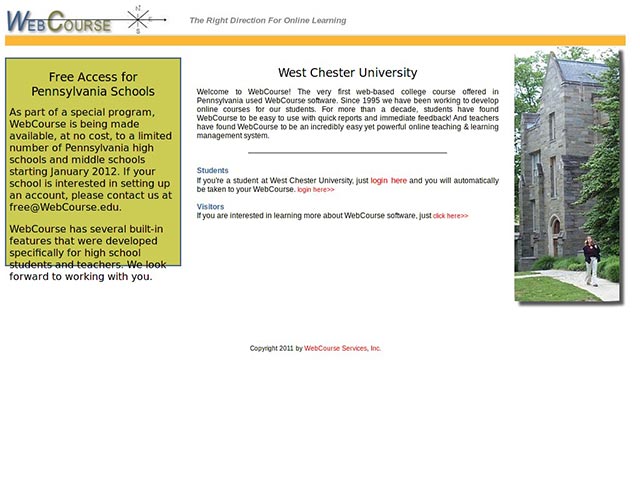 WebCourse
N
E
S
The Right Direction For Online Learning
Free Access for
Pennsylvania Schools
As part of a special program,
WebCourse is being made
available, at no cost, to a limited
number of Pennsylvania high
schools and middle schools
starting January 2012. If your
school is interested in setting up
an account, please contact us at
free@WebCourse.edu.
WebCourse has several built-in
features that were developed
specifically for high school
students and teachers. We look
forward to working with you.
West Chester University
Welcome to WebCourse! The very first web-based college course offered in
Pennsylvania used WebCourse software. Since 1995 we have been working to develop
online courses for our students. For more than a decade, students have found
WebCourse to be easy to use with quick reports and immediate feedback! And teachers
have found WebCourse to be an incredibly easy yet powerful online teaching & learning
management system.
Students
If you're a student at West Chester University, just login here and you will automatically
be taken to your WebCourse. login here>>
Visitors
If you are interested in learning more about WebCourse software, just click here>>
Copyright 2011 by WebCourse Services, Inc.